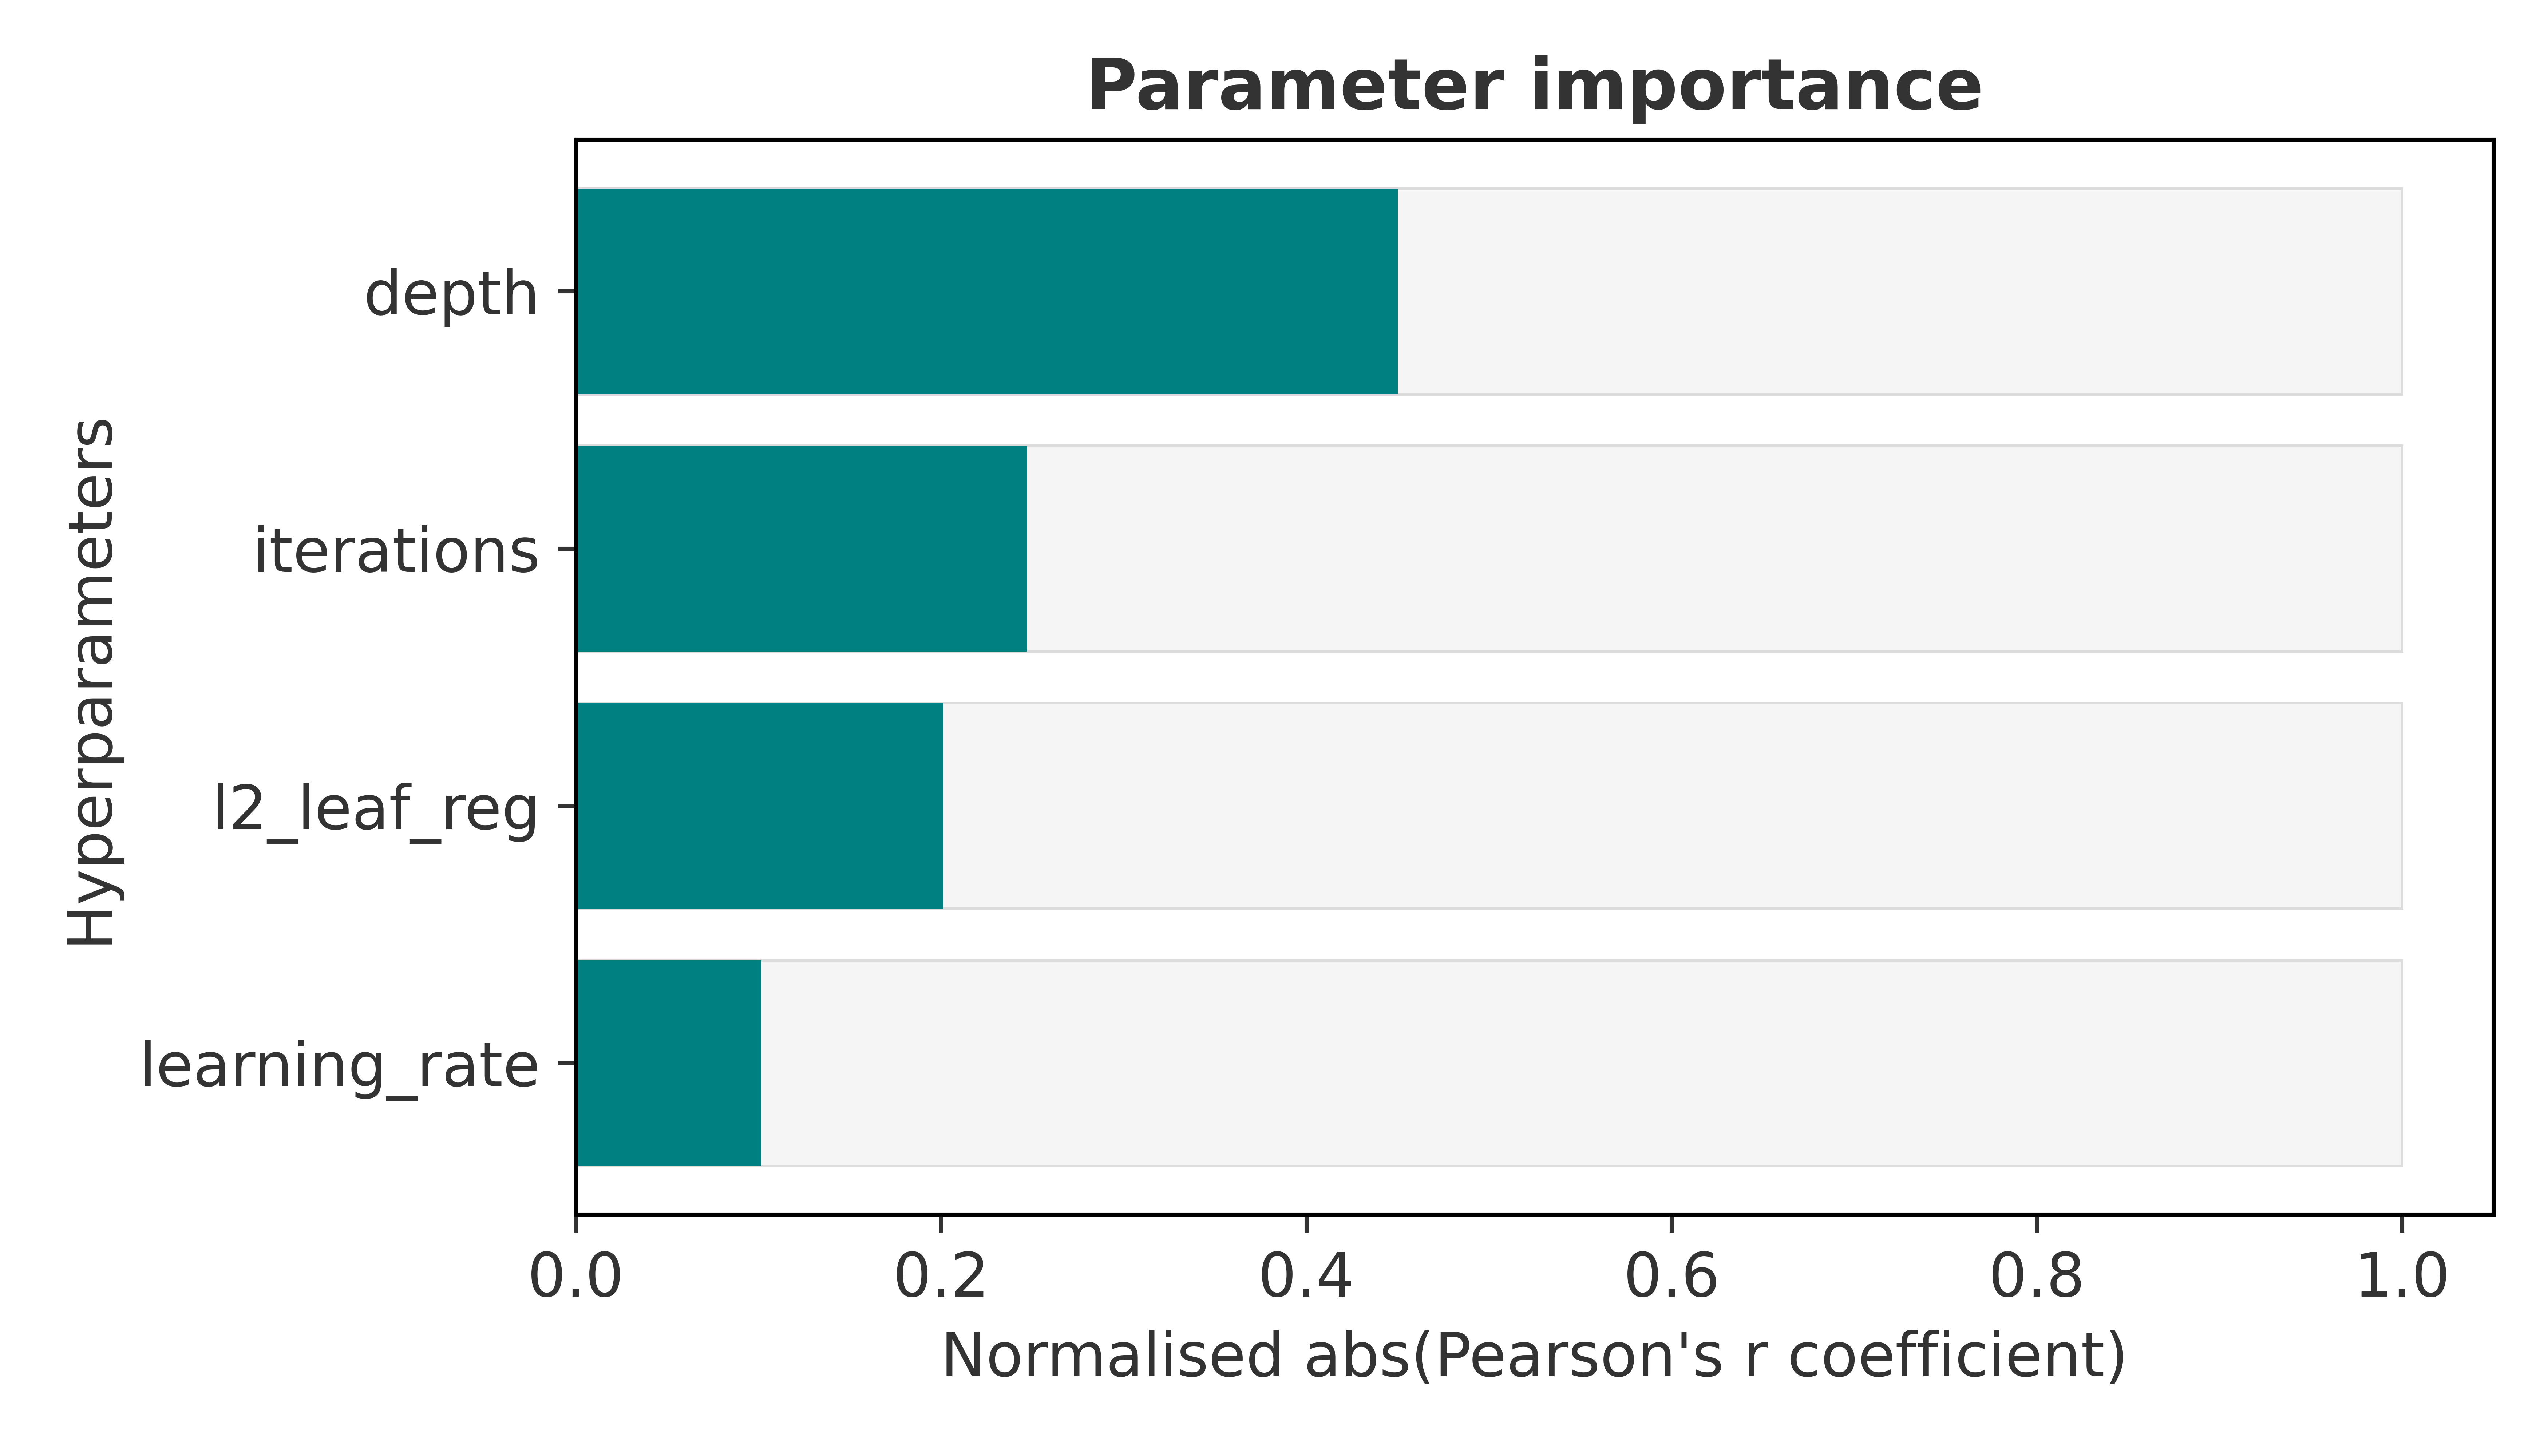 Parameter importance
Hyperparameters
depth
iterations
l2_leaf_reg
learning_rate
0.0 0.2 0.4 0.6 0.8 1.0
Normalised abs(Pearson's r coefficient)